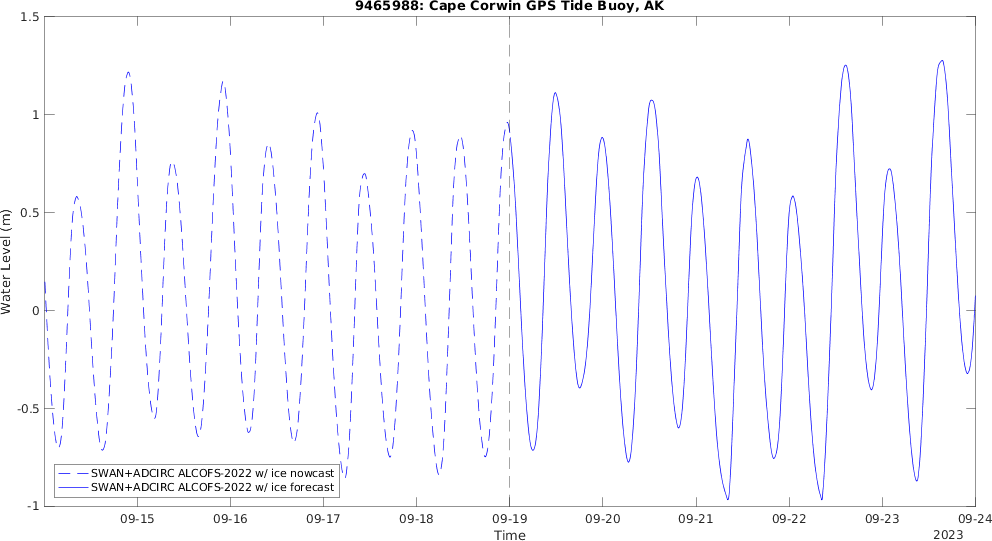 9465988: Cape Corwin GPS Tide Buoy, AK
1.5
1
0.5
0
-0.5
-1
Water Level (m)
SWAN+ADCIRC ALCOFS-2022 w/ ice nowcast
SWAN+ADCIRC ALCOFS-2022 w/ ice forecast
09-15 09-16 09-17 09-18 09-19 09-20 09-21 09-22 09-23 09-24
Time
2023